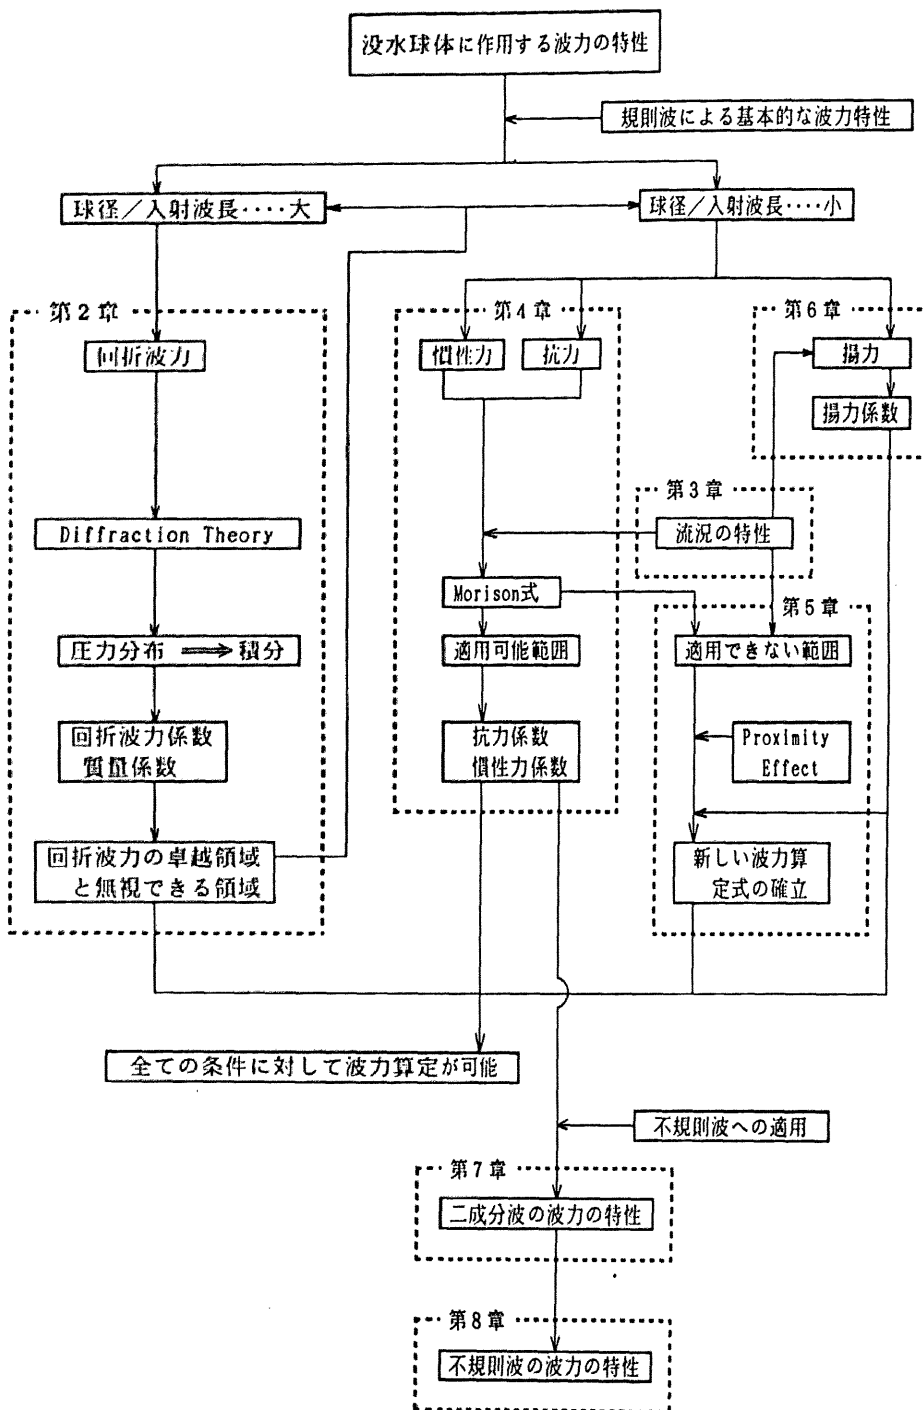 没水球体に作用する波力の特性
規則波による基本的な波力特性
球径/入射波長‥‥大
球径/入射波長‥‥小
第2章
第4章
第6章
回折波力
慣性力
抗力
揚力
揚力係数
第3章
流況の特性
Diffraction Theory
Morison式
第5章
圧力分布 ⟹ 積分
適用可能範囲
適用できない範囲
回折波力係数
質量係数
抗力係数
慣性力係数
Proximity
Effect
回折波力の卓越領域
と無視できる領域
新しい波力算
定式の確立
全ての条件に対して波力算定が可能
不規則波への適用
第7章
二成分波の波力の特性
第8章
不規則波の波力の特性